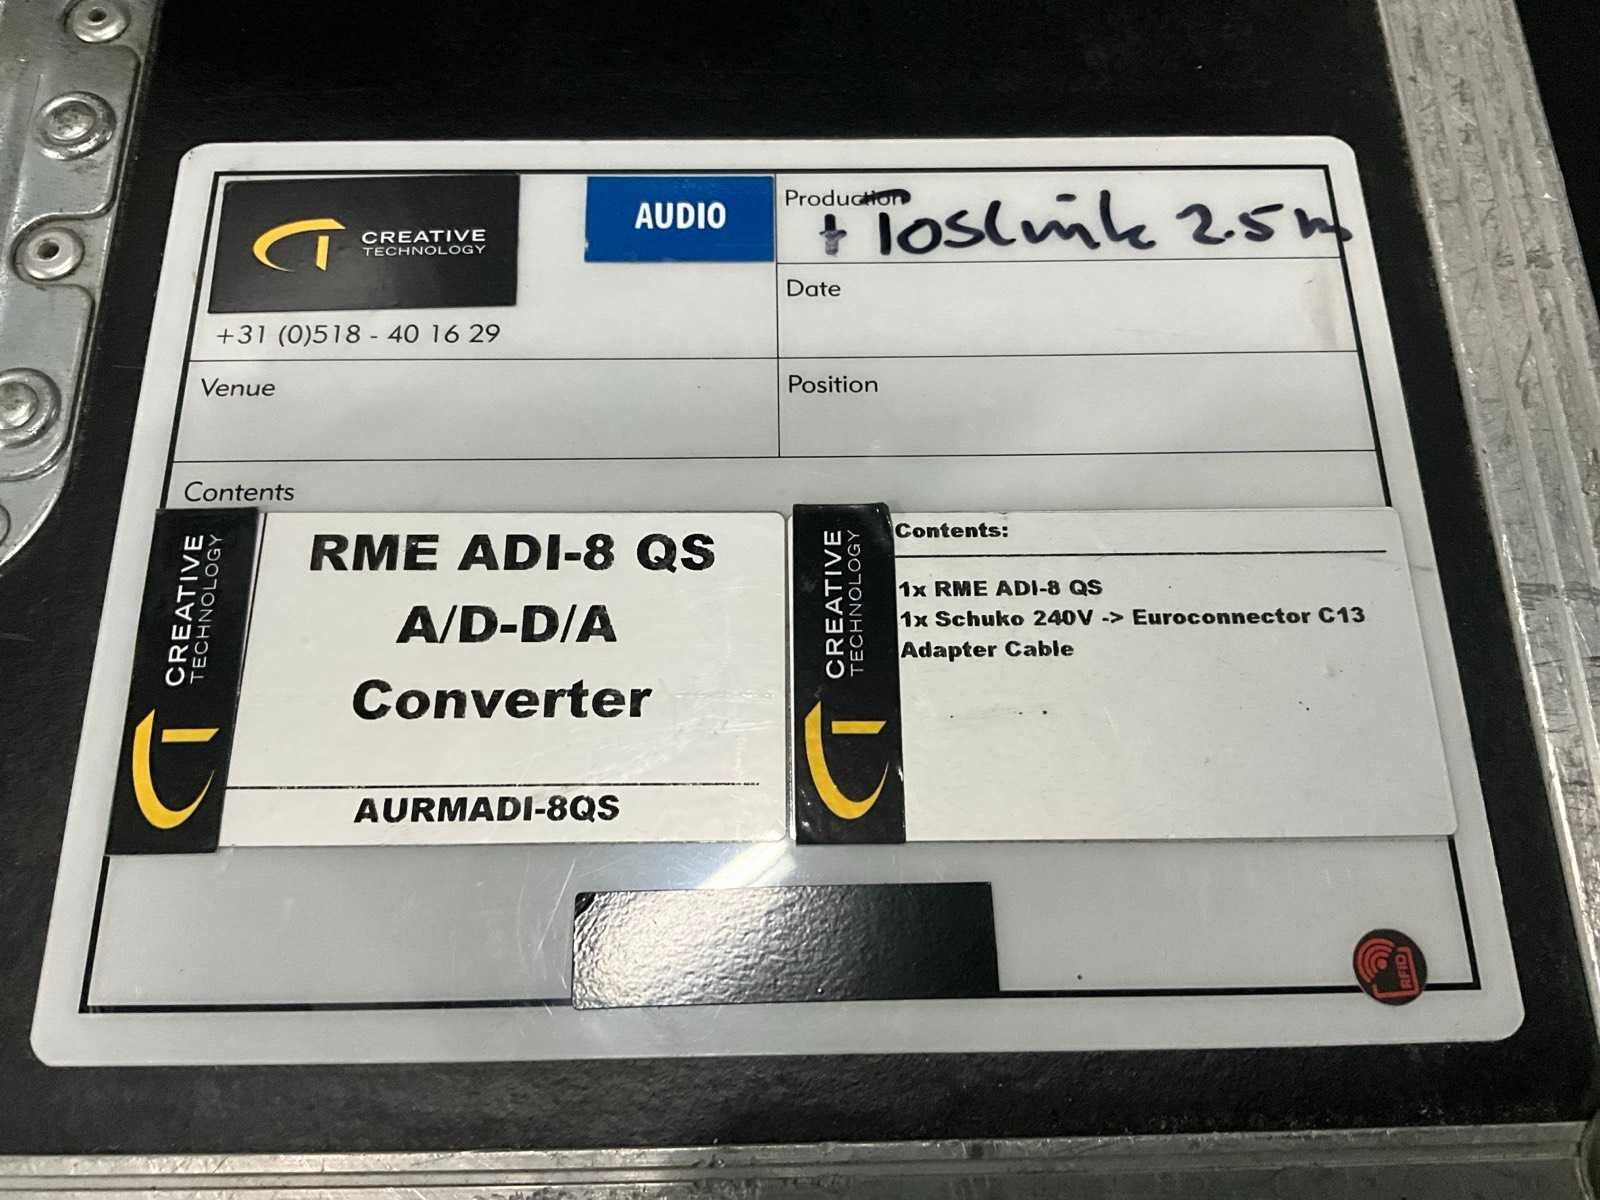 CREATIVE
TECHNOLOGY
+31 (0)518 - 40 16 29
AUDIO
Production
+ Toslink 2.5 m
Date
Venue
Position
Contents
CREATIVE
TECHNOLOGY
RME ADI-8 QS
A/D-D/A
Converter
AURMADI-8QS
CREATIVE
TECHNOLOGY
Contents:
1x RME ADI-8 QS
1x Schuko 240V -> Euroconnector C13
Adapter Cable
RFID